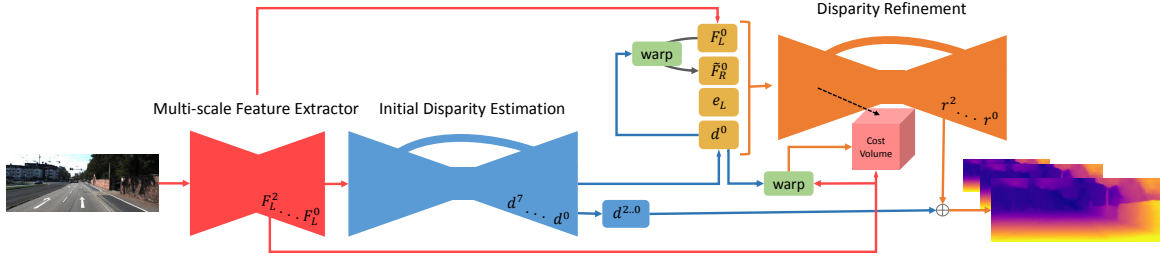 Disparity Refinement
F_L^0
warp
F̃_R^0
e_L
Multi-scale Feature Extractor
Initial Disparity Estimation
r^2 . . . r^0
d^0
Cost
Volume
warp
F_L^2 . . . F_L^0
d^7 . . . d^0
d^{2..0}